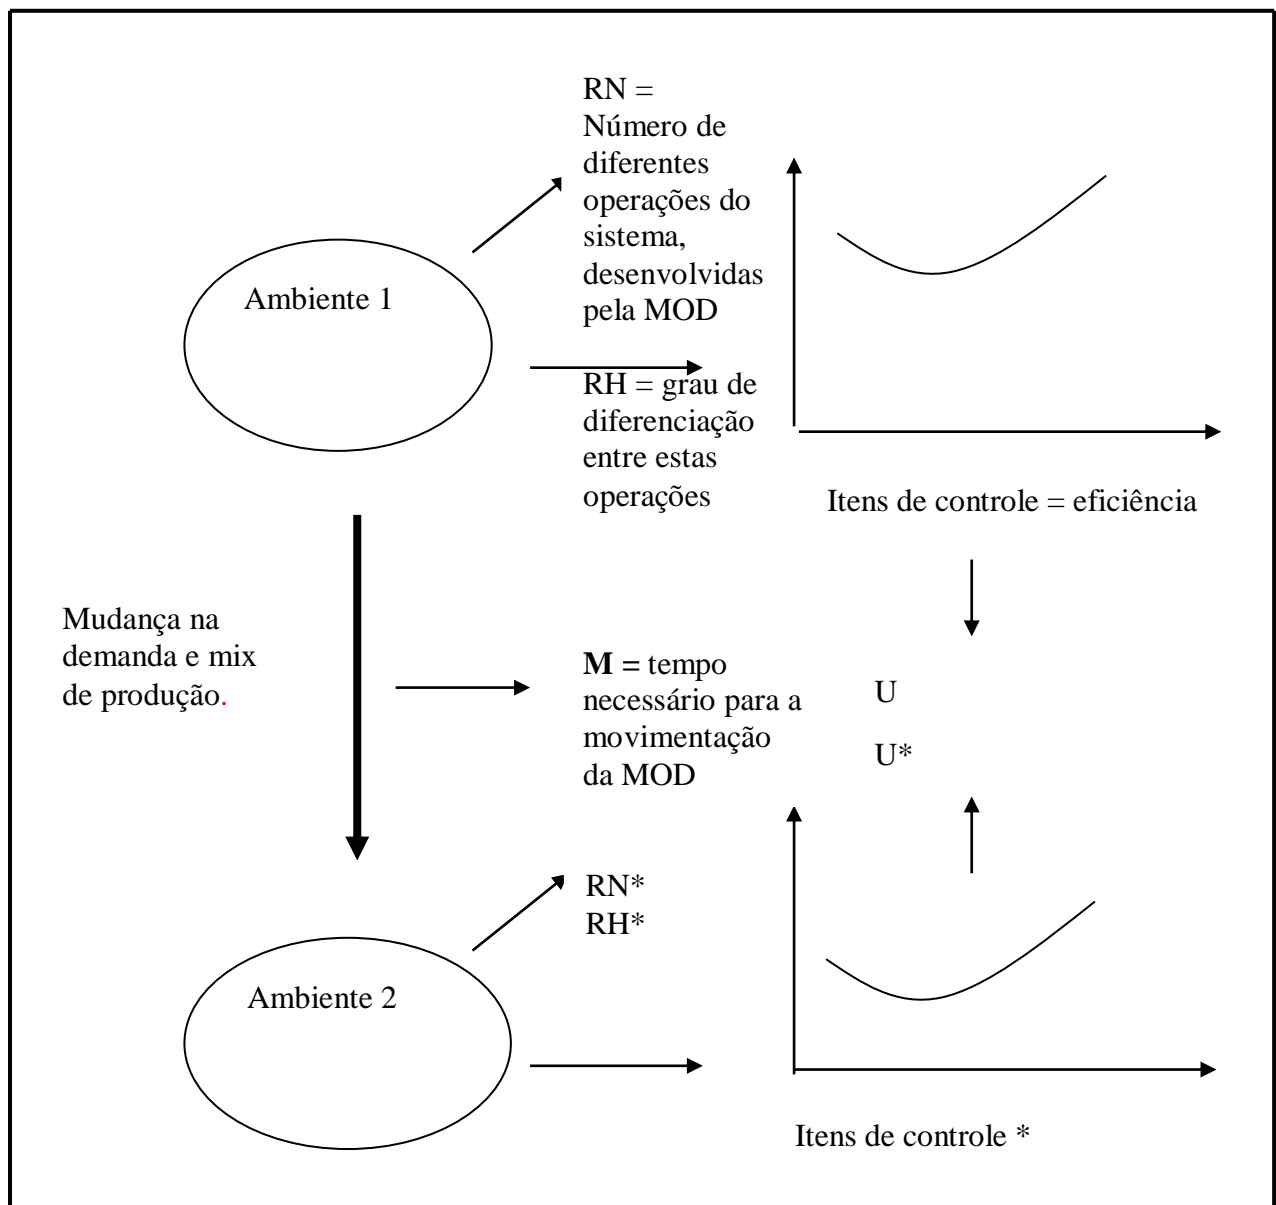 RN =
Número de
diferentes
operações do
sistema,
desenvolvidas
pela MOD
Ambiente 1
RH = grau de
diferenciação
entre estas
operações
Itens de controle = eficiência
Mudança na
demanda e mix
de produção.
M = tempo
necessário para a
movimentação
da MOD
U
U*
RN*
RH*
Ambiente 2
Itens de controle *